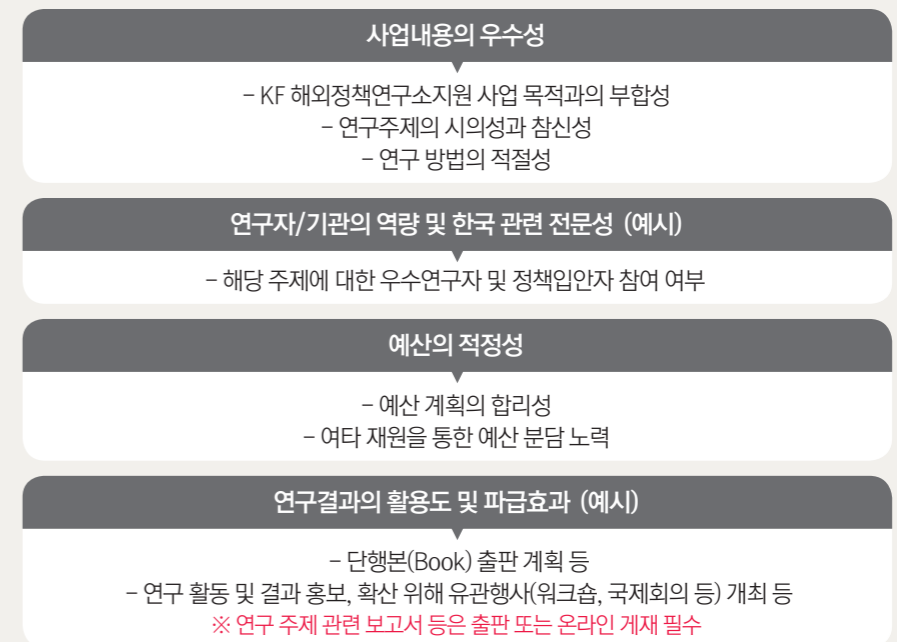 사업내용의 우수성
- KF 해외정책연구소지원 사업 목적과의 부합성
- 연구주제의 시의성과 참신성
- 연구 방법의 적절성
연구자/기관의 역량 및 한국 관련 전문성 (예시)
- 해당 주제에 대한 우수연구자 및 정책입안자 참여 여부
예산의 적정성
- 예산 계획의 합리성
- 여타 재원을 통한 예산 분담 노력
연구결과의 활용도 및 파급효과 (예시)
- 단행본(Book) 출판 계획 등
- 연구 활동 및 결과 홍보, 확산 위해 유관행사(워크숍, 국제회의 등) 개최 등
※ 연구 주제 관련 보고서 등은 출판 또는 온라인 게재 필수